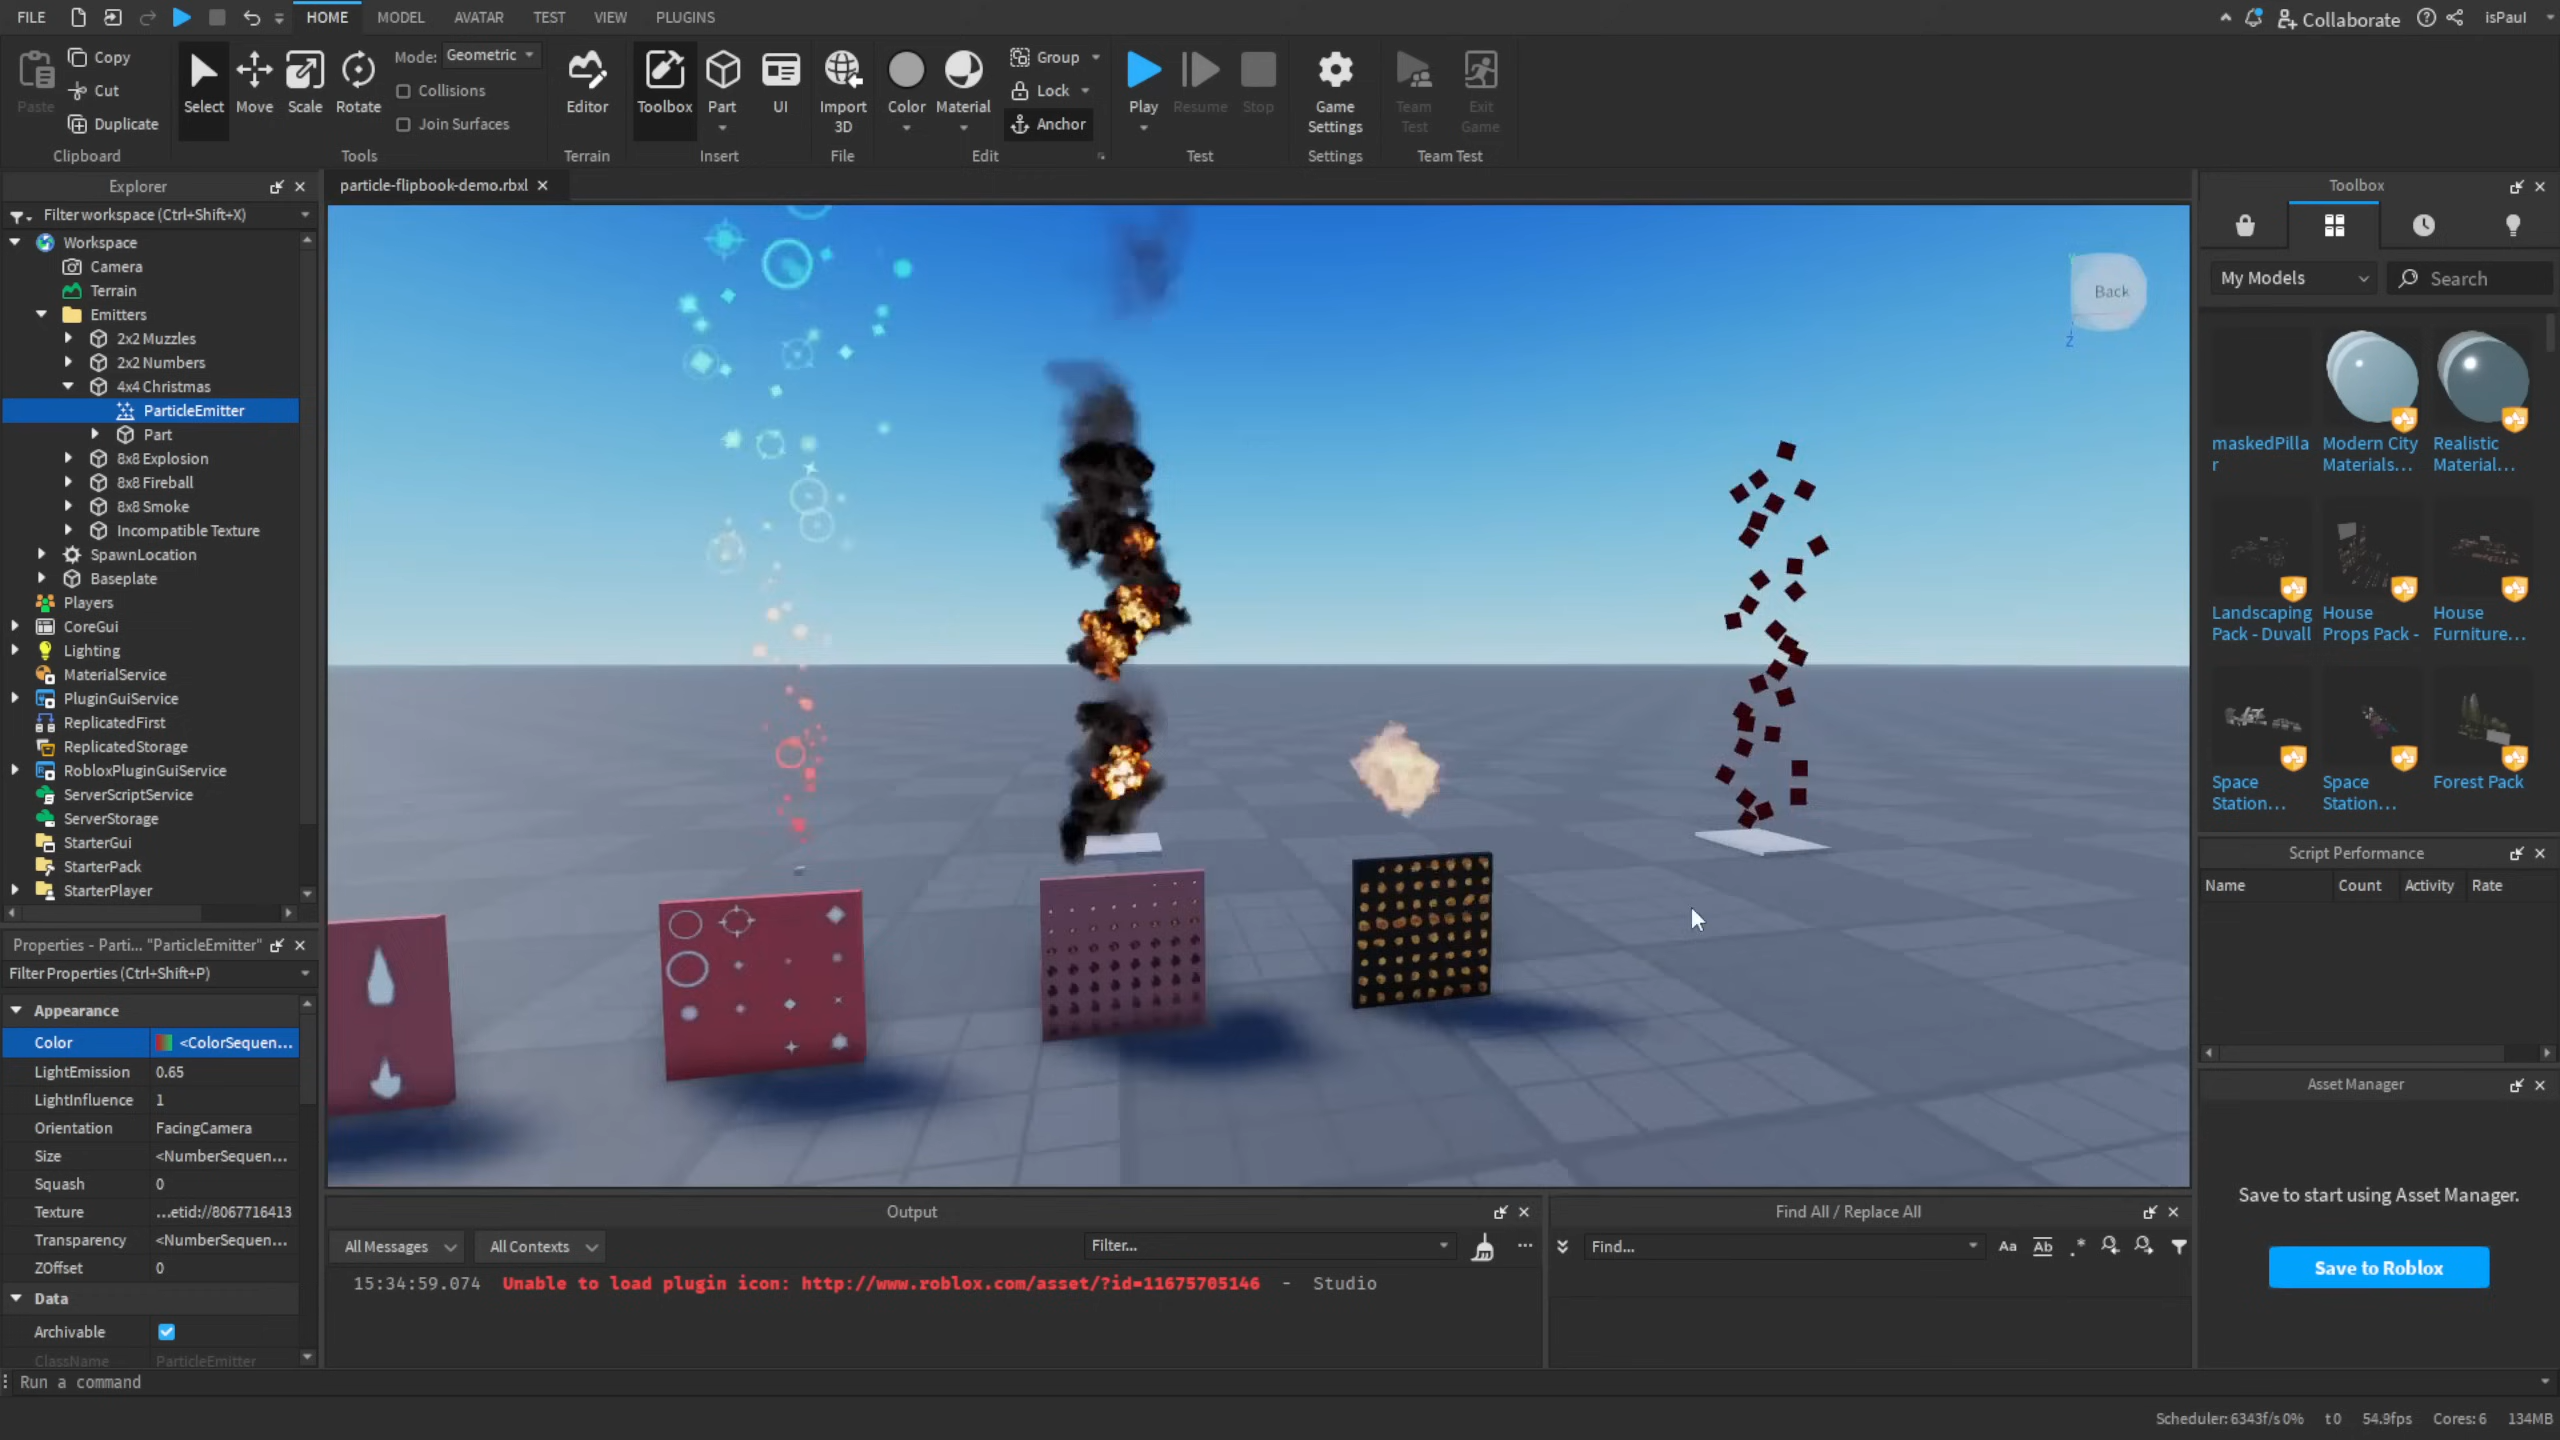 FILE HOME MODEL AVATAR TEST VIEW PLUGINS Collaborate isPaul
Paste
Copy
Cut
Duplicate
Clipboard
Select
Move
Scale
Rotate
Mode: Geometric
Collisions
Join Surfaces
Tools
Editor
Terrain
Toolbox
Part
UI
Insert
Import
3D
File
Color
Material
Group
Lock
Anchor
Edit
Play
Resume
Stop
Test
Game
Settings
Settings
Team
Test
Exit
Game
Team Test
Explorer
Filter workspace (Ctrl+Shift+X)
Workspace
Camera
Terrain
Emitters
2x2 Muzzles
2x2 Numbers
4x4 Christmas
ParticleEmitter
Part
8x8 Explosion
8x8 Fireball
8x8 Smoke
Incompatible Texture
SpawnLocation
Baseplate
Players
CoreGui
Lighting
MaterialService
PluginGuiService
ReplicatedFirst
ReplicatedStorage
RobloxPluginGuiService
ServerScriptService
ServerStorage
StarterGui
StarterPack
StarterPlayer
Properties - Parti... "ParticleEmitter"
Filter Properties (Ctrl+Shift+P)
Appearance
Color <ColorSequen...
LightEmission 0.65
LightInfluence 1
Orientation FacingCamera
Size <NumberSequen...
Squash 0
Texture ...etid://8067716413
Transparency <NumberSequen...
ZOffset 0
Data
Archivable
ClassName ParticleEmitter
Run a command
particle-flipbook-demo.rbxl
Back
Z
Output
All Messages All Contexts Filter... ...
15:34:59.074 Unable to load plugin icon: http://www.roblox.com/asset/?id=11675705146 - Studio
Find All / Replace All
Find... Aa Ab .*
Toolbox
My Models Search
maskedPilla
r
Modern City
Materials...
Realistic
Material...
Landscaping
Pack - Duvall
House
Props Pack -
House
Furniture...
Space
Station...
Space
Station...
Forest Pack
Script Performance
Name Count Activity Rate
Asset Manager
Save to start using Asset Manager.
Save to Roblox
Scheduler: 6343f/s 0% t 0 54.9fps Cores: 6 134MB